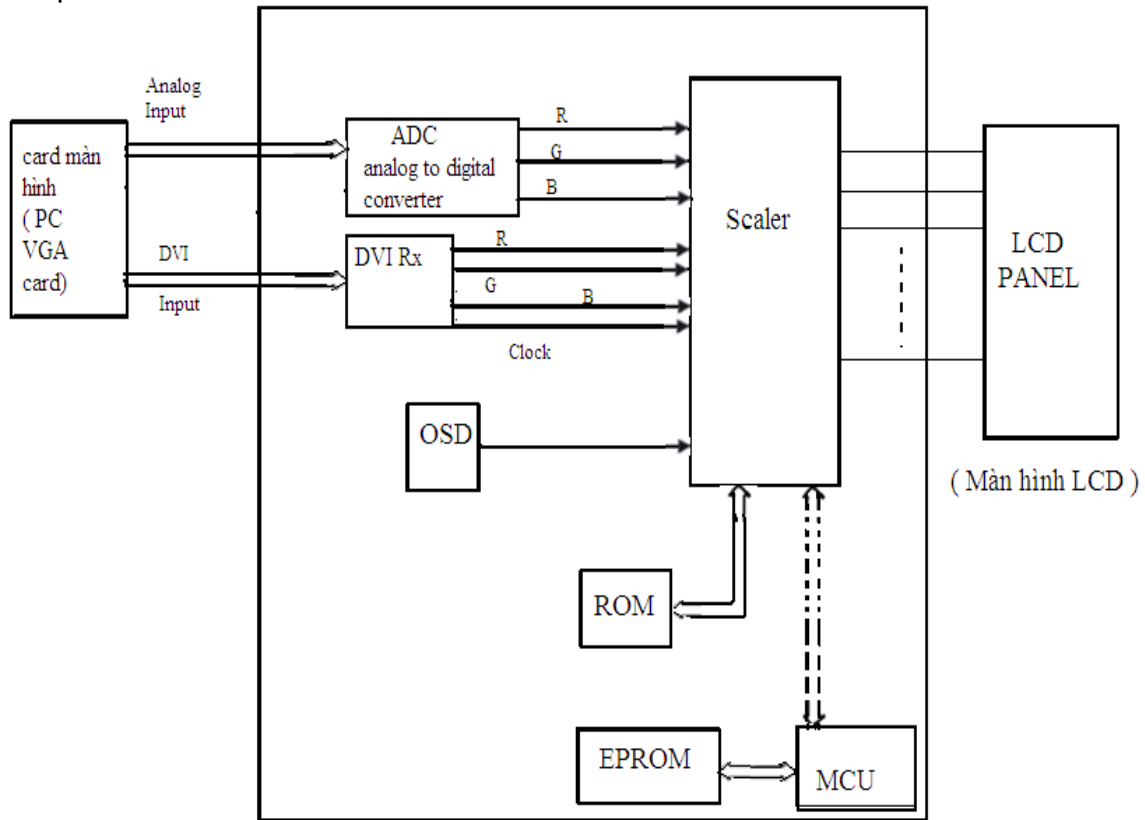 Analog
Input
card màn
hình
( PC
VGA
card)
DVI
Input
ADC
analog to digital
converter
R
G
B
DVI Rx
R
G
B
Clock
OSD
Scaler
LCD
PANEL
( Màn hình LCD )
ROM
EPROM
MCU